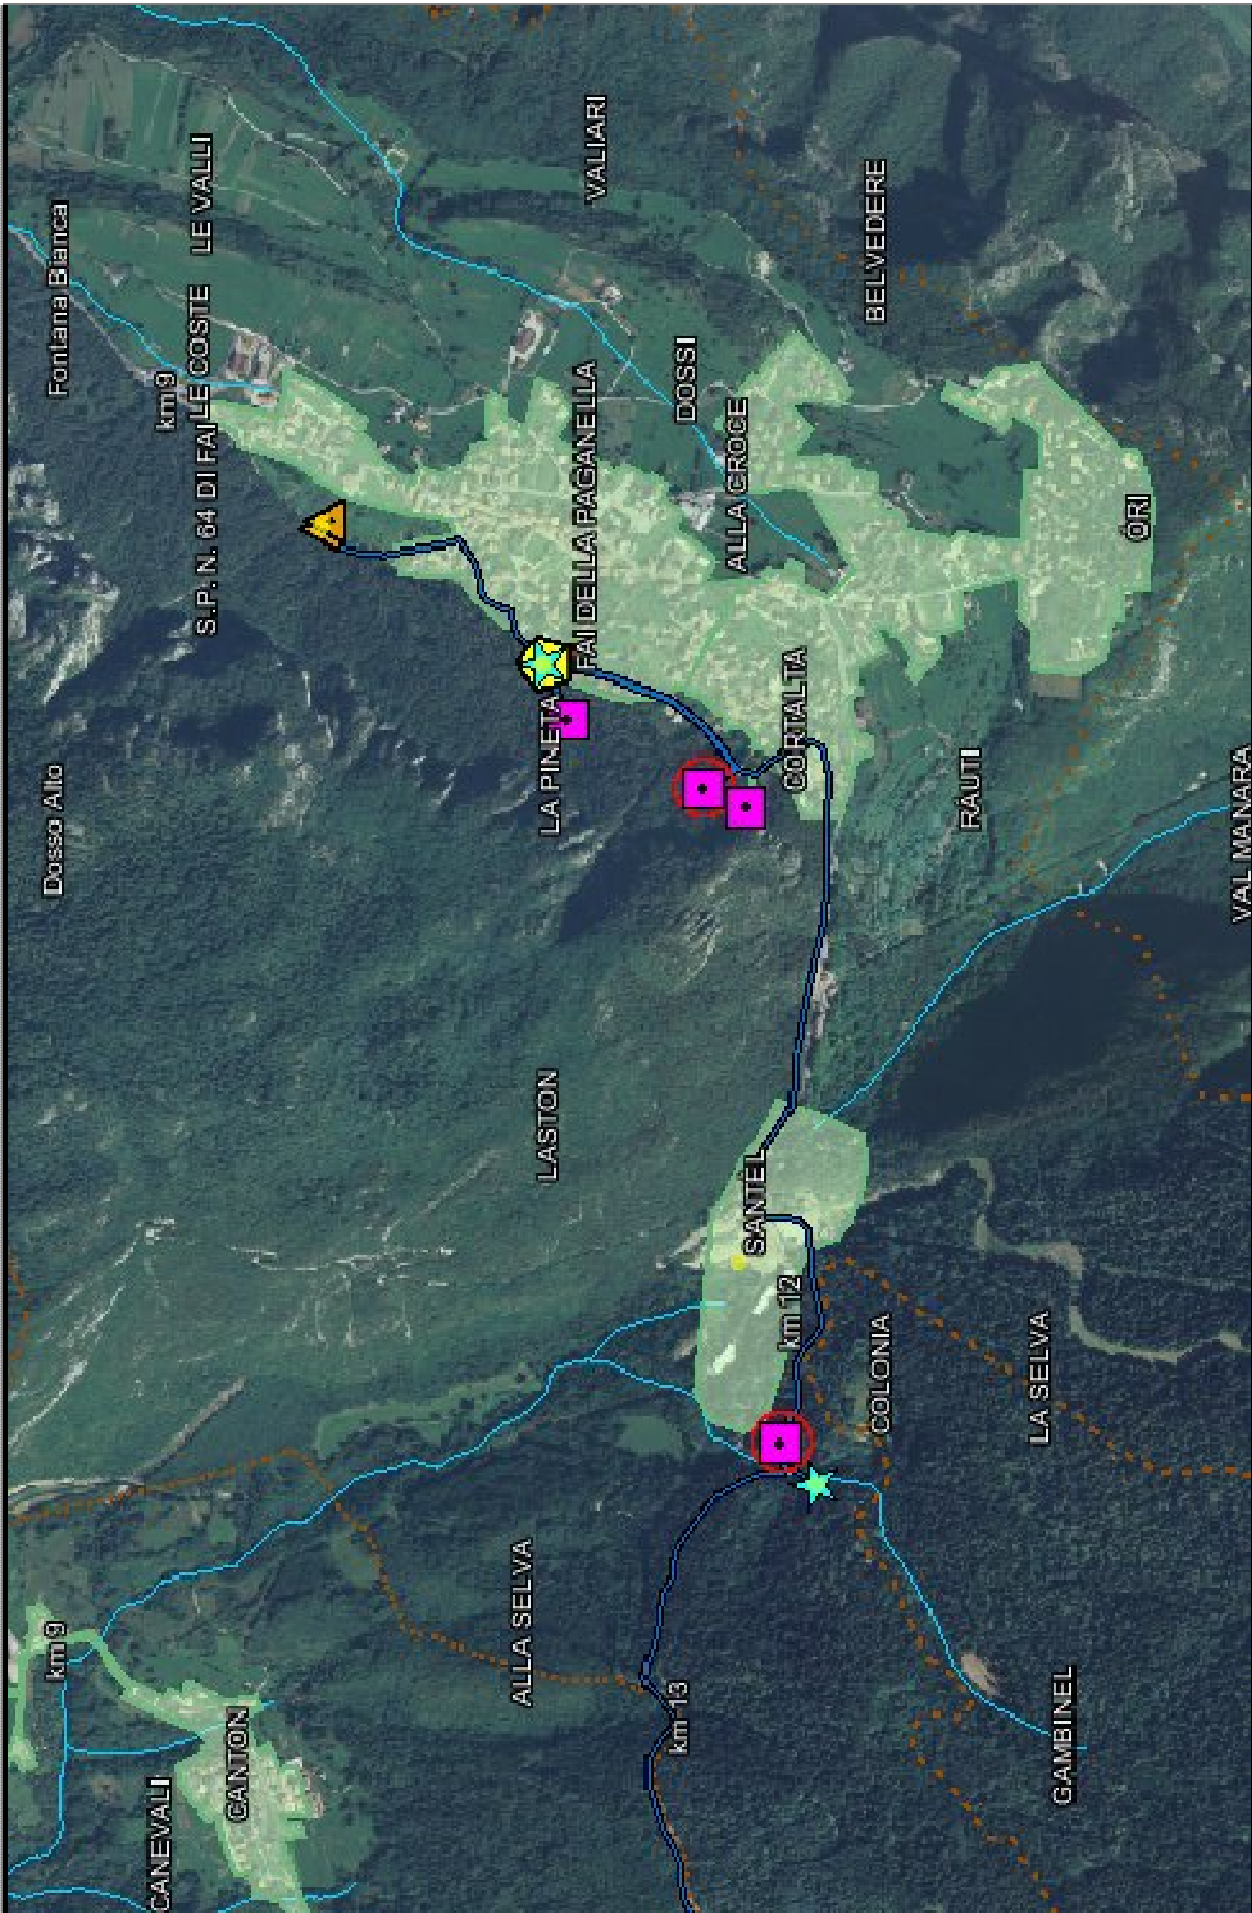 Fontana Bianca
LE VALLI
VALIARI
BELVEDERE
km 9
LE COSTE
S.P. N. 64 DI FAI
DOSSI
ALLA CROCE
FAI DELLA PAGANELLA
ÓRI
CORTALTA
LA PINETA
Dosso Alto
RAUTI
VAL MANARA
LASTON
SANTÈL
km 12
COLONIA
LA SELVA
ALLA SELVA
km 9
km 13
GAMBINEL
CANTON
CANEVALI